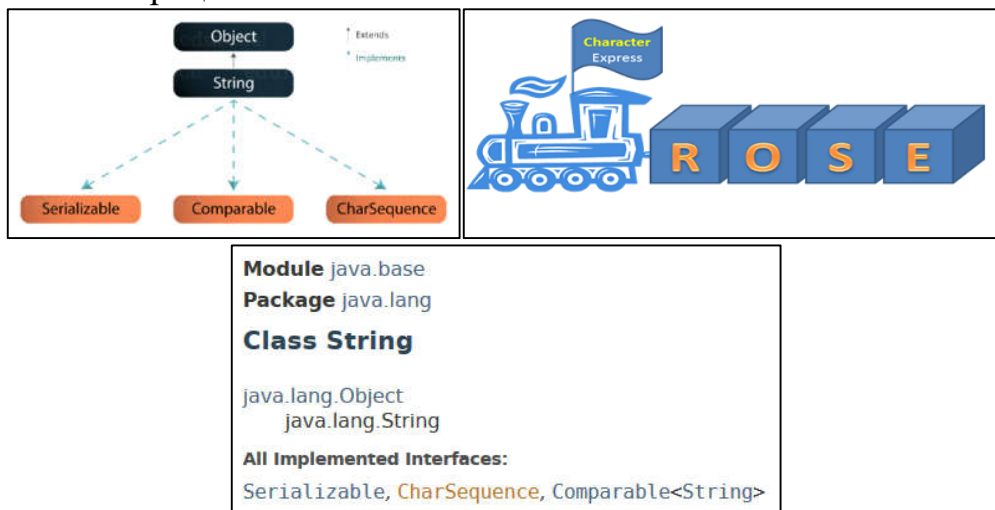 Object
Extends
Implements
String
Serializable
Comparable
CharSequence
Character
Express
R O S E
Module java.base
Package java.lang
Class String
java.lang.Object
java.lang.String
All Implemented Interfaces:
Serializable, CharSequence, Comparable<String>